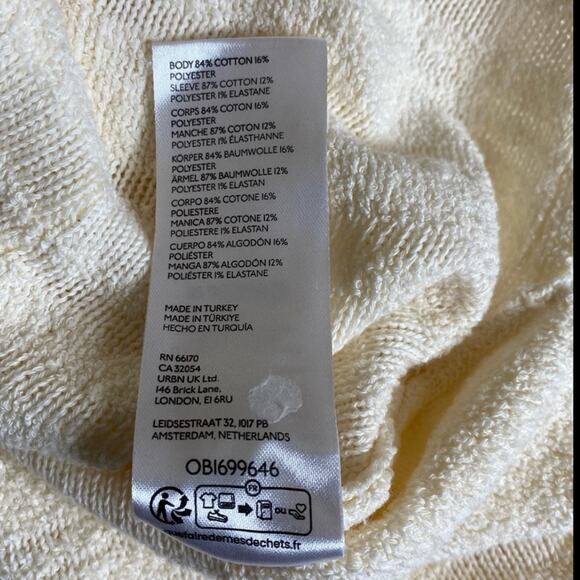 BODY 84% COTTON 16%
POLYESTER
SLEEVE 87% COTTON 12%
POLYESTER 1% ELASTANE
CORPS 84% COTON 16%
POLYESTER
MANCHE 87% COTON 12%
POLYESTER 1% ÉLASTHANNE
KÖRPER 84% BAUMWOLLE 16%
POLYESTER
ÄRMEL 87% BAUMWOLLE 12%
POLYESTER 1% ELASTAN
CORPO 84% COTONE 16%
POLIESTERE
MANICA 87% COTONE 12%
POLIESTERE 1% ELASTAN
CUERPO 84% ALGODÓN 16%
POLIÉSTER
MANGA 87% ALGODÓN 12%
POLIÉSTER 1% ELASTANE
MADE IN TURKEY
MADE IN TÜRKIYE
HECHO EN TURQUÍA
RN 66170
CA 32054
URBN UK Ltd.
146 Brick Lane,
LONDON, E1 6RU
LEIDSESTRAAT 32, 1017 PB
AMSTERDAM, NETHERLANDS
OB1699646
FR
OU
quefairedemesdechets.fr